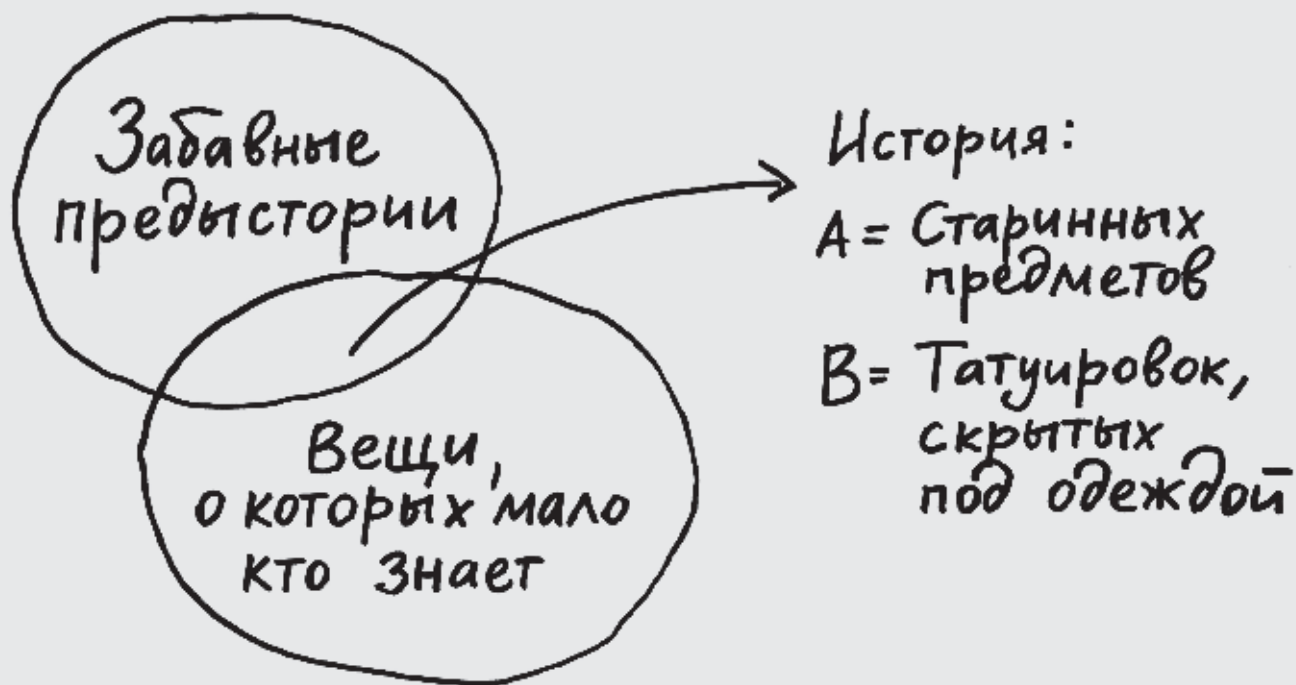 Забавные
предыстории
Вещи,
о которых мало
кто знает
История:
А = Старинных
предметов
В = Татуировок,
скрытых
под одеждой